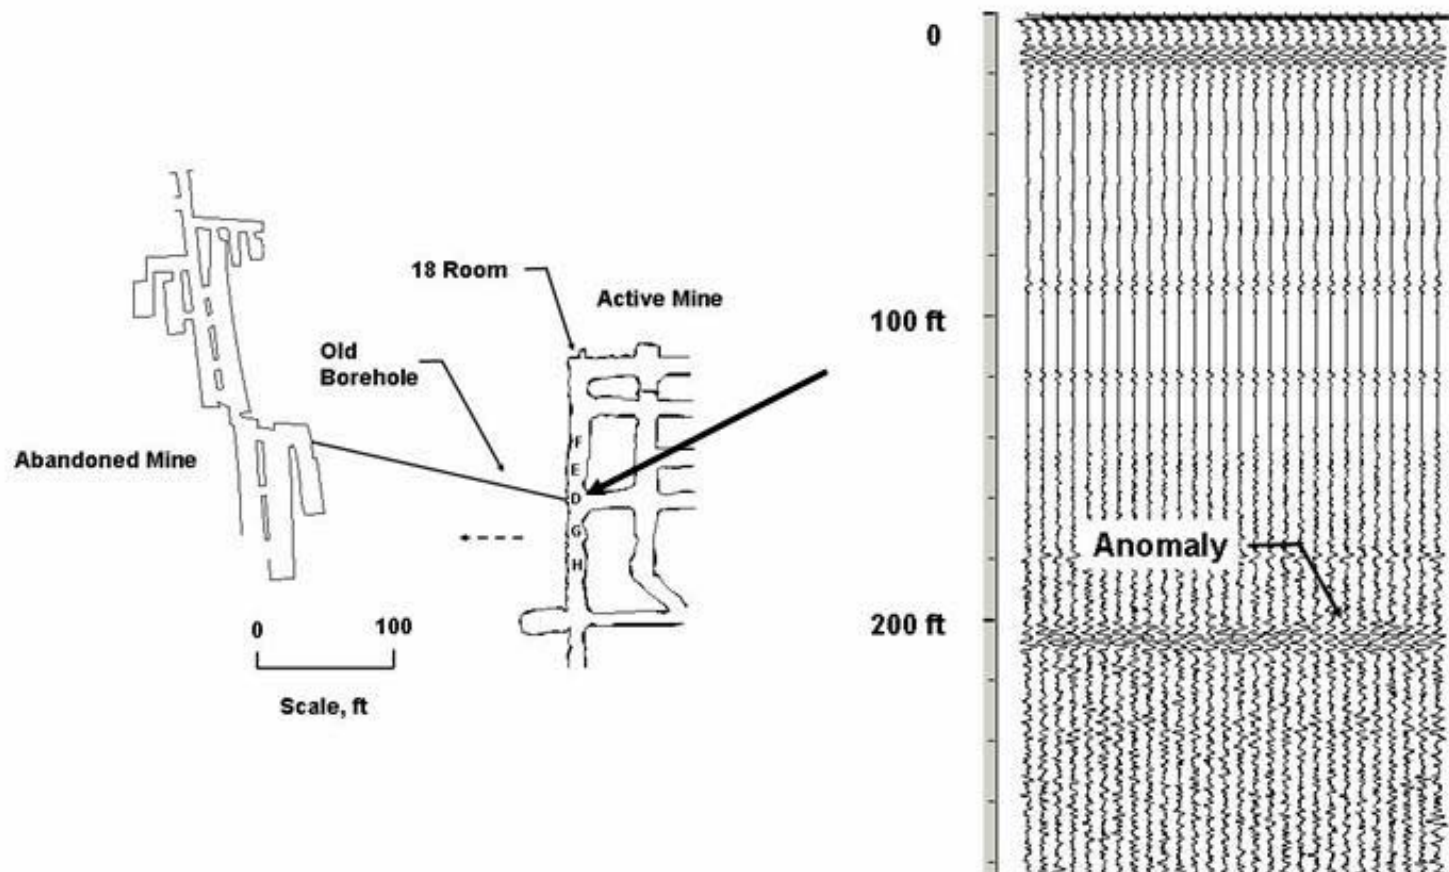 18 Room
Active Mine
Old
Borehole
Abandoned Mine
F
E
D
G
H
0
100
Scale, ft
0
100 ft
Anomaly
200 ft